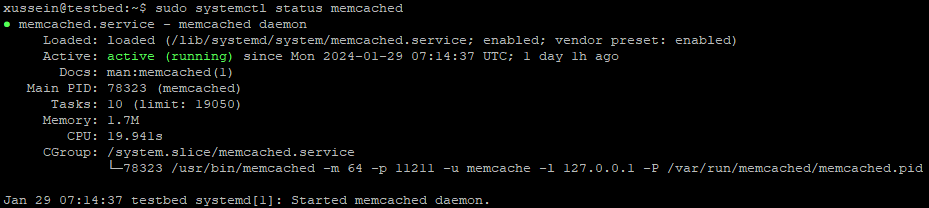 xussein@testbed:~$ sudo systemctl status memcached
● memcached.service - memcached daemon
Loaded: loaded (/lib/systemd/system/memcached.service; enabled; vendor preset: enabled)
Active: active (running) since Mon 2024-01-29 07:14:37 UTC; 1 day 1h ago
Docs: man:memcached(1)
Main PID: 78323 (memcached)
Tasks: 10 (limit: 19050)
Memory: 1.7M
CPU: 19.941s
CGroup: /system.slice/memcached.service
└─78323 /usr/bin/memcached -m 64 -p 11211 -u memcache -l 127.0.0.1 -P /var/run/memcached/memcached.pid
Jan 29 07:14:37 testbed systemd[1]: Started memcached daemon.